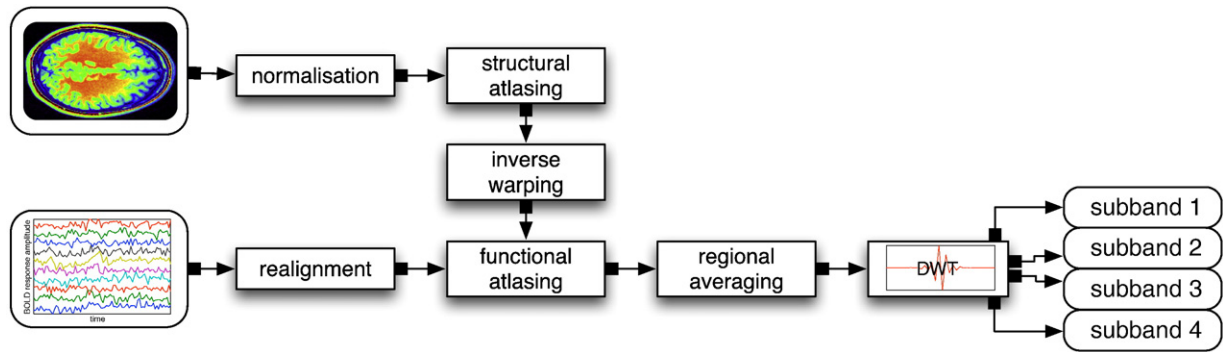 normalisation
structural
atlasing
inverse
warping
BOLD response amplitude
time
realignment
functional
atlasing
regional
averaging
DWT
subband 1
subband 2
subband 3
subband 4